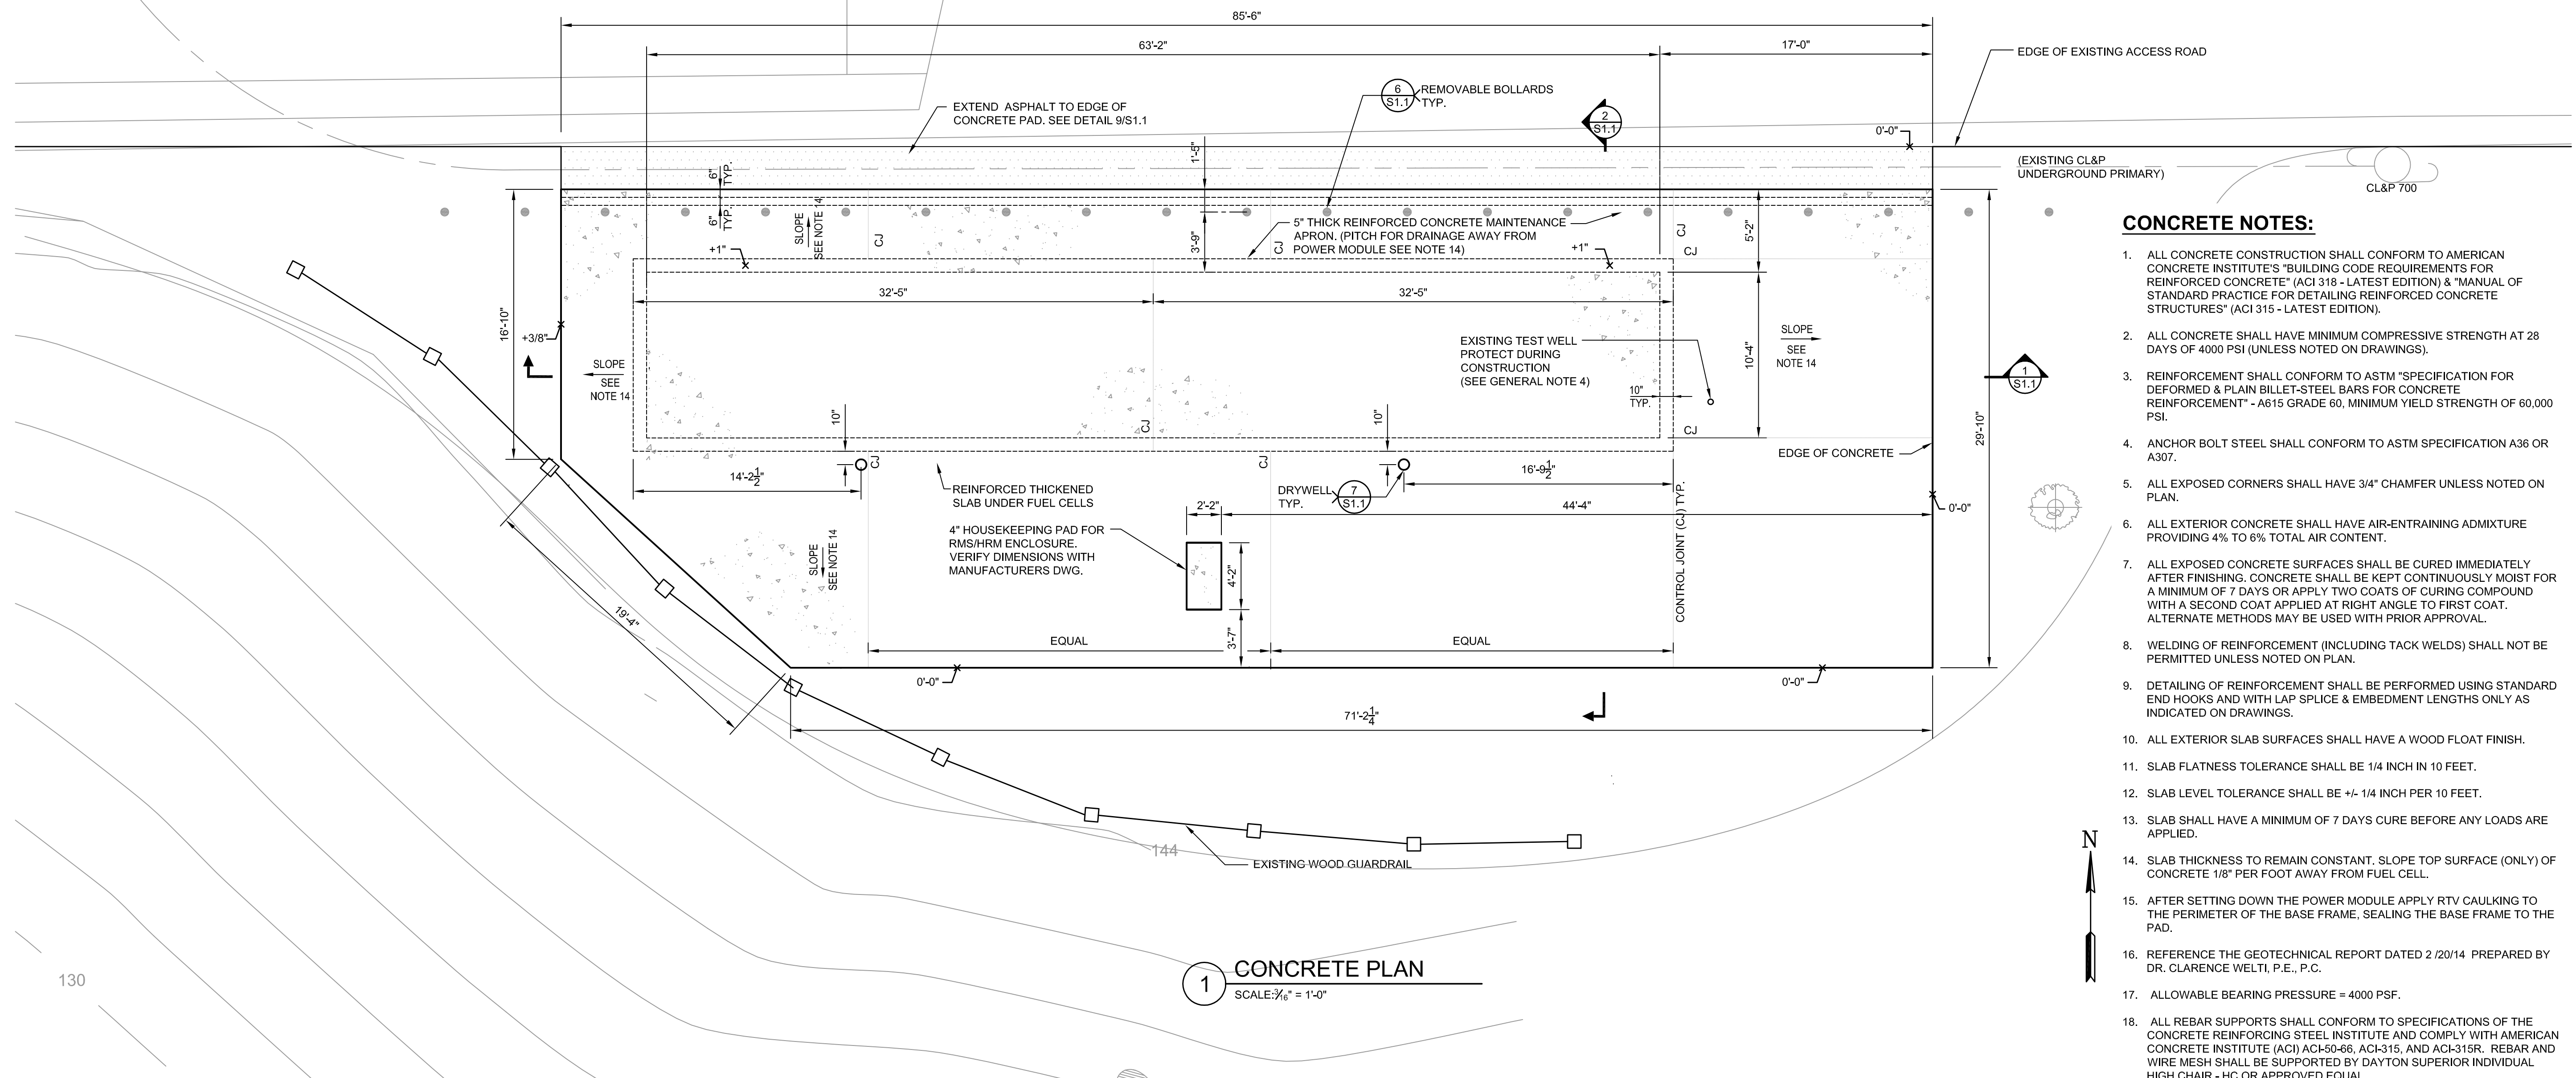 85'-6"
63'-2"
17'-0"
EDGE OF EXISTING ACCESS ROAD
6
S1.1
REMOVABLE BOLLARDS
TYP.
EXTEND ASPHALT TO EDGE OF
CONCRETE PAD. SEE DETAIL 9/S1.1
2
S1.1
0'-0"
1'-5"
6"
TYP.
(EXISTING CL&P
UNDERGROUND PRIMARY)
CL&P 700
6"
TYP.
SLOPE
SEE NOTE 14
CJ
3'-9"
5" THICK REINFORCED CONCRETE MAINTENANCE
APRON. (PITCH FOR DRAINAGE AWAY FROM
POWER MODULE SEE NOTE 14)
CJ
CJ
CJ
5'-2"
+1"
+1"
32'-5"
32'-5"
16'-10"
+3/8"
SLOPE
SEE
NOTE 14
EXISTING TEST WELL
PROTECT DURING
CONSTRUCTION
(SEE GENERAL NOTE 4)
10"
TYP.
10'-4"
SLOPE
SEE
NOTE 14
1
S1.1
29'-10"
10"
10"
CJ
CJ
CJ
CJ
EDGE OF CONCRETE
14'-2 1/2"
16'-9 1/2"
REINFORCED THICKENED
SLAB UNDER FUEL CELLS
DRYWELL
TYP.
7
S1.1
2'-2"
44'-4"
0'-0"
4" HOUSEKEEPING PAD FOR
RMS/HRM ENCLOSURE.
VERIFY DIMENSIONS WITH
MANUFACTURERS DWG.
SLOPE
SEE NOTE 14
4'-2"
3'-7"
CONTROL JOINT (CJ) TYP.
19'-4"
EQUAL
EQUAL
0'-0"
0'-0"
71'-2 1/4"
144
EXISTING WOOD GUARDRAIL
130
1
CONCRETE PLAN
SCALE:3/16" = 1'-0"
N
CONCRETE NOTES:
1. ALL CONCRETE CONSTRUCTION SHALL CONFORM TO AMERICAN
CONCRETE INSTITUTE'S "BUILDING CODE REQUIREMENTS FOR
REINFORCED CONCRETE" (ACI 318 - LATEST EDITION) & "MANUAL OF
STANDARD PRACTICE FOR DETAILING REINFORCED CONCRETE
STRUCTURES" (ACI 315 - LATEST EDITION).
2. ALL CONCRETE SHALL HAVE MINIMUM COMPRESSIVE STRENGTH AT 28
DAYS OF 4000 PSI (UNLESS NOTED ON DRAWINGS).
3. REINFORCEMENT SHALL CONFORM TO ASTM "SPECIFICATION FOR
DEFORMED & PLAIN BILLET-STEEL BARS FOR CONCRETE
REINFORCEMENT" - A615 GRADE 60, MINIMUM YIELD STRENGTH OF 60,000
PSI.
4. ANCHOR BOLT STEEL SHALL CONFORM TO ASTM SPECIFICATION A36 OR
A307.
5. ALL EXPOSED CORNERS SHALL HAVE 3/4" CHAMFER UNLESS NOTED ON
PLAN.
6. ALL EXTERIOR CONCRETE SHALL HAVE AIR-ENTRAINING ADMIXTURE
PROVIDING 4% TO 6% TOTAL AIR CONTENT.
7. ALL EXPOSED CONCRETE SURFACES SHALL BE CURED IMMEDIATELY
AFTER FINISHING. CONCRETE SHALL BE KEPT CONTINUOUSLY MOIST FOR
A MINIMUM OF 7 DAYS OR APPLY TWO COATS OF CURING COMPOUND
WITH A SECOND COAT APPLIED AT RIGHT ANGLE TO FIRST COAT.
ALTERNATE METHODS MAY BE USED WITH PRIOR APPROVAL.
8. WELDING OF REINFORCEMENT (INCLUDING TACK WELDS) SHALL NOT BE
PERMITTED UNLESS NOTED ON PLAN.
9. DETAILING OF REINFORCEMENT SHALL BE PERFORMED USING STANDARD
END HOOKS AND WITH LAP SPLICE & EMBEDMENT LENGTHS ONLY AS
INDICATED ON DRAWINGS.
10. ALL EXTERIOR SLAB SURFACES SHALL HAVE A WOOD FLOAT FINISH.
11. SLAB FLATNESS TOLERANCE SHALL BE 1/4 INCH IN 10 FEET.
12. SLAB LEVEL TOLERANCE SHALL BE +/- 1/4 INCH PER 10 FEET.
13. SLAB SHALL HAVE A MINIMUM OF 7 DAYS CURE BEFORE ANY LOADS ARE
APPLIED.
14. SLAB THICKNESS TO REMAIN CONSTANT. SLOPE TOP SURFACE (ONLY) OF
CONCRETE 1/8" PER FOOT AWAY FROM FUEL CELL.
15. AFTER SETTING DOWN THE POWER MODULE APPLY RTV CAULKING TO
THE PERIMETER OF THE BASE FRAME, SEALING THE BASE FRAME TO THE
PAD.
16. REFERENCE THE GEOTECHNICAL REPORT DATED 2 /20/14 PREPARED BY
DR. CLARENCE WELTI, P.E., P.C.
17. ALLOWABLE BEARING PRESSURE = 4000 PSF.
18. ALL REBAR SUPPORTS SHALL CONFORM TO SPECIFICATIONS OF THE
CONCRETE REINFORCING STEEL INSTITUTE AND COMPLY WITH AMERICAN
CONCRETE INSTITUTE (ACI) ACI-50-66, ACI-315, AND ACI-315R. REBAR AND
WIRE MESH SHALL BE SUPPORTED BY DAYTON SUPERIOR INDIVIDUAL
HIGH CHAIR - HC OR APPROVED EQUAL